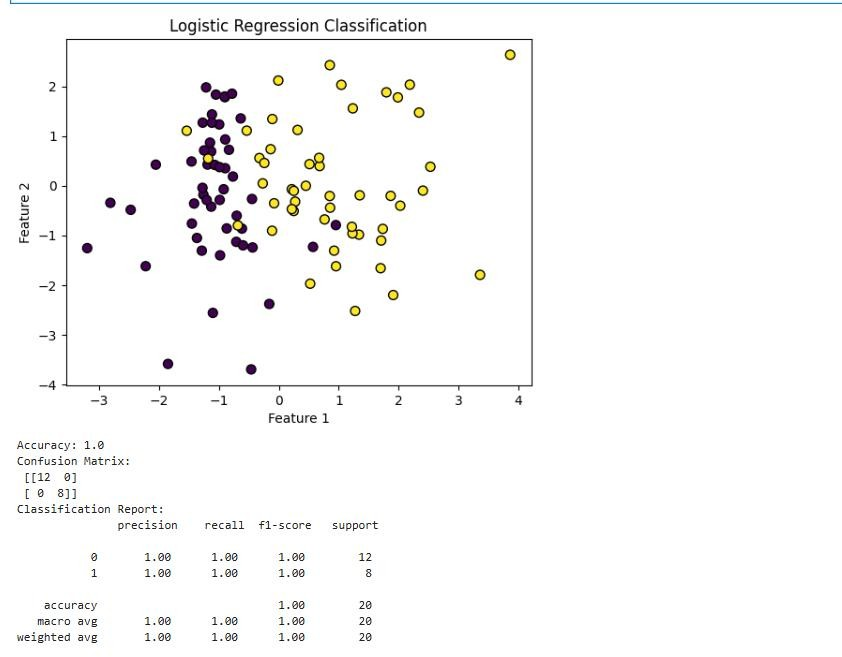 Logistic Regression Classification
2
1
0
−1
−2
−3
−4
Feature 2
−3 −2 −1 0 1 2 3 4
Feature 1
Accuracy: 1.0
Confusion Matrix:
[[12 0]
[ 0 8]]
Classification Report:
precision recall f1-score support
0 1.00 1.00 1.00 12
1 1.00 1.00 1.00 8
accuracy 1.00 20
macro avg 1.00 1.00 1.00 20
weighted avg 1.00 1.00 1.00 20